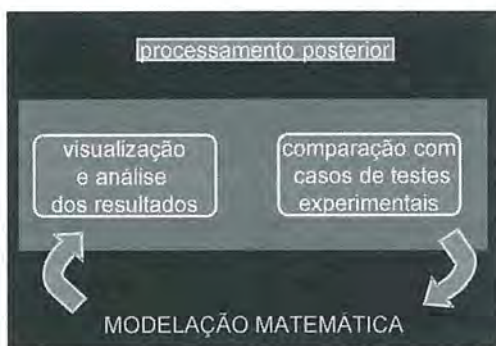 processamento posterior
visualização
e análise
dos resultados
comparação com
casos de testes
experimentais
MODELAÇÃO MATEMÁTICA